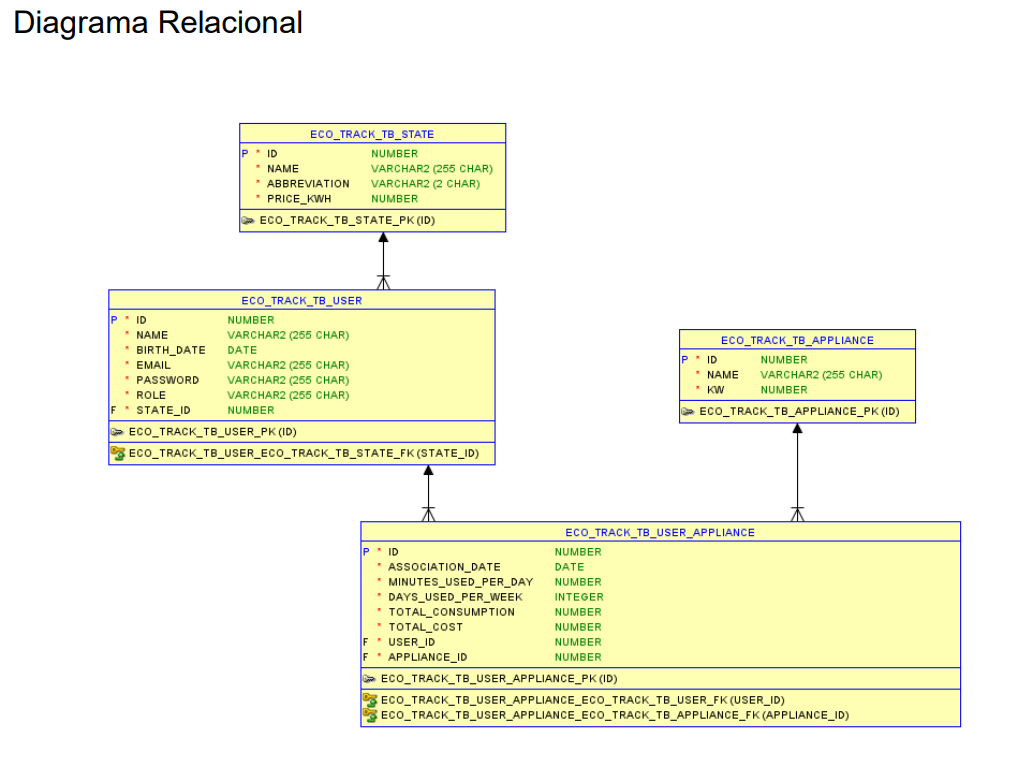 Diagrama Relacional
ECO_TRACK_TB_STATE
P * ID NUMBER
* NAME VARCHAR2 (255 CHAR)
* ABBREVIATION VARCHAR2 (2 CHAR)
* PRICE_KWH NUMBER
ECO_TRACK_TB_STATE_PK (ID)
ECO_TRACK_TB_USER
P * ID NUMBER
* NAME VARCHAR2 (255 CHAR)
* BIRTH_DATE DATE
* EMAIL VARCHAR2 (255 CHAR)
* PASSWORD VARCHAR2 (255 CHAR)
* ROLE VARCHAR2 (255 CHAR)
F * STATE_ID NUMBER
ECO_TRACK_TB_USER_PK (ID)
ECO_TRACK_TB_USER_ECO_TRACK_TB_STATE_FK (STATE_ID)
ECO_TRACK_TB_APPLIANCE
P * ID NUMBER
* NAME VARCHAR2 (255 CHAR)
* KW NUMBER
ECO_TRACK_TB_APPLIANCE_PK (ID)
ECO_TRACK_TB_USER_APPLIANCE
P * ID NUMBER
* ASSOCIATION_DATE DATE
* MINUTES_USED_PER_DAY NUMBER
* DAYS_USED_PER_WEEK INTEGER
* TOTAL_CONSUMPTION NUMBER
* TOTAL_COST NUMBER
F * USER_ID NUMBER
F * APPLIANCE_ID NUMBER
ECO_TRACK_TB_USER_APPLIANCE_PK (ID)
ECO_TRACK_TB_USER_APPLIANCE_ECO_TRACK_TB_USER_FK (USER_ID)
ECO_TRACK_TB_USER_APPLIANCE_ECO_TRACK_TB_APPLIANCE_FK (APPLIANCE_ID)